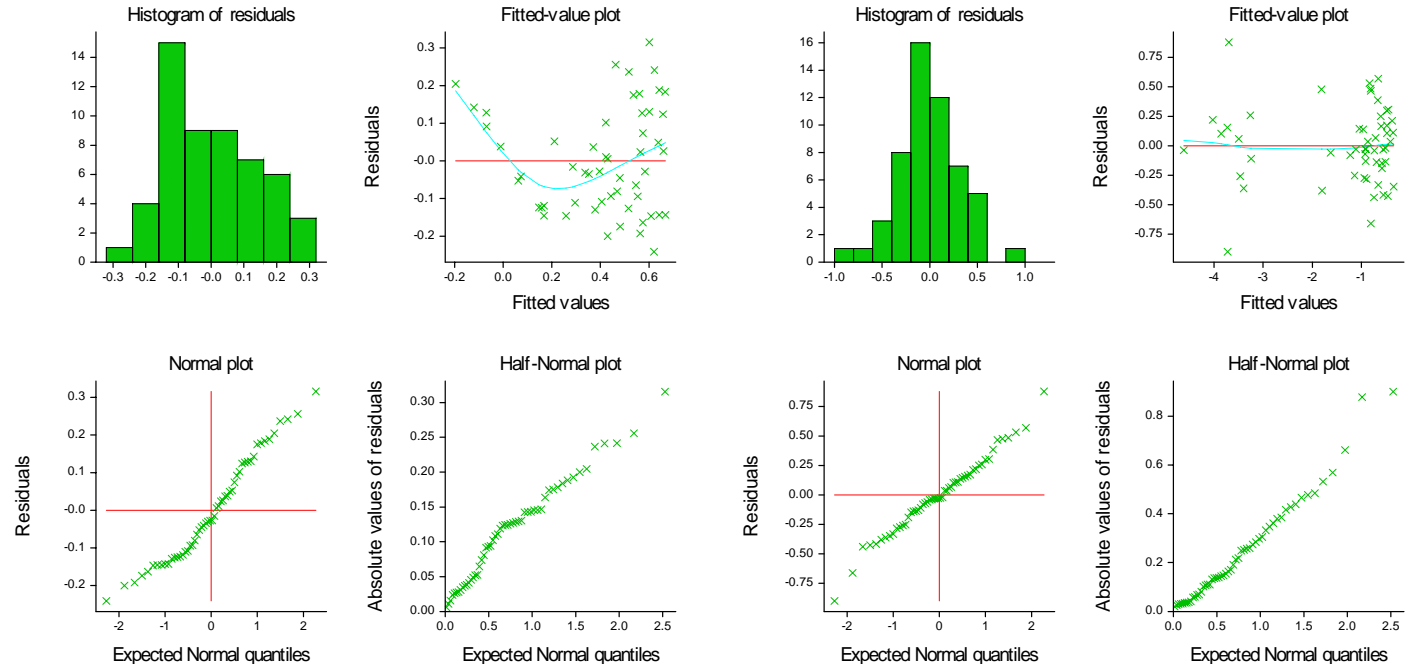 Histogram of residuals
14
12
10
8
6
4
2
0
-0.3 -0.2 -0.1 -0.0 0.1 0.2 0.3
Fitted-value plot
Residuals
0.3
0.2
0.1
-0.0
-0.1
-0.2
-0.2 0.0 0.2 0.4 0.6
Fitted values
Histogram of residuals
16
14
12
10
8
6
4
2
0
-1.0 -0.5 0.0 0.5 1.0
Fitted-value plot
Residuals
0.75
0.50
0.25
0.00
-0.25
-0.50
-0.75
-4 -3 -2 -1
Fitted values
Normal plot
Residuals
0.3
0.2
0.1
-0.0
-0.1
-0.2
-2 -1 0 1 2
Expected Normal quantiles
Half-Normal plot
Absolute values of residuals
0.30
0.25
0.20
0.15
0.10
0.05
0.00
0.0 0.5 1.0 1.5 2.0 2.5
Expected Normal quantiles
Normal plot
Residuals
0.75
0.50
0.25
0.00
-0.25
-0.50
-0.75
-2 -1 0 1 2
Expected Normal quantiles
Half-Normal plot
Absolute values of residuals
0.8
0.6
0.4
0.2
0.0
0.0 0.5 1.0 1.5 2.0 2.5
Expected Normal quantiles